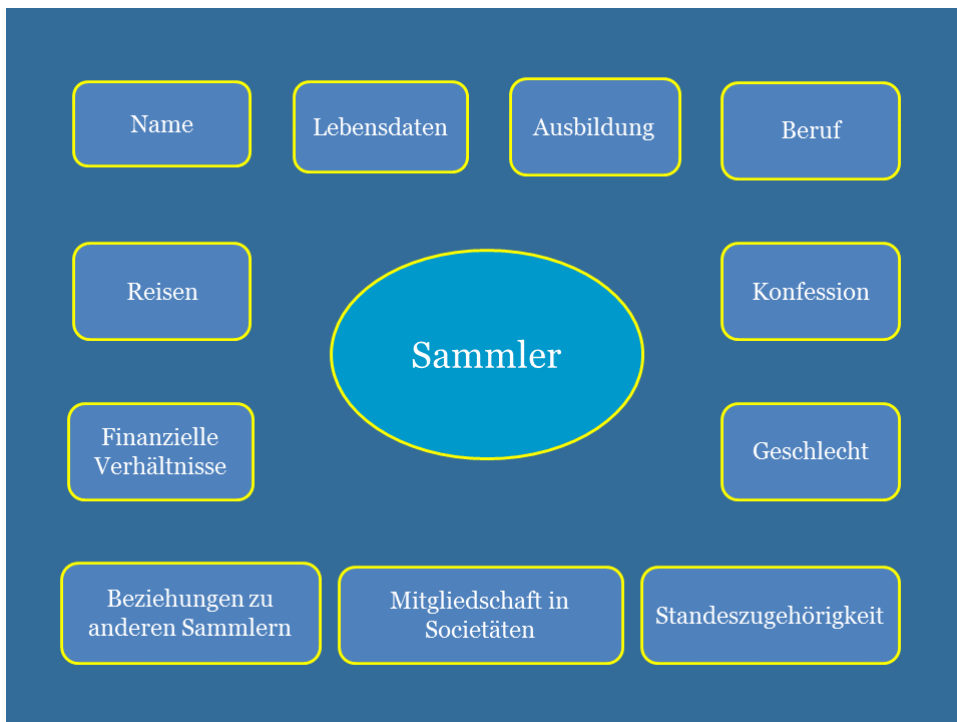 Name
Lebensdaten
Ausbildung
Beruf
Reisen
Sammler
Konfession
Finanzielle
Verhältnisse
Geschlecht
Beziehungen zu
anderen Sammlern
Mitgliedschaft in
Societäten
Standeszugehörigkeit